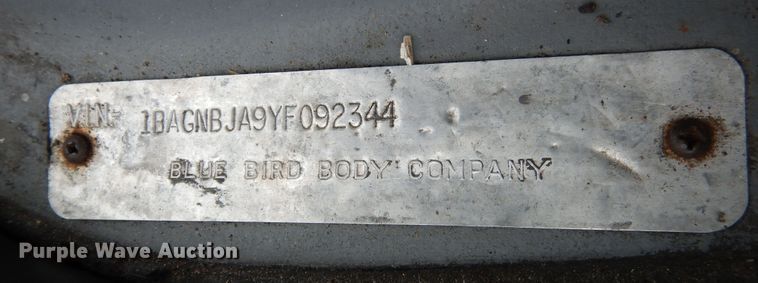 VIN- 1BAGNBJA9YF092344
BLUE BIRD BODY COMPANY
Purple Wave Auction